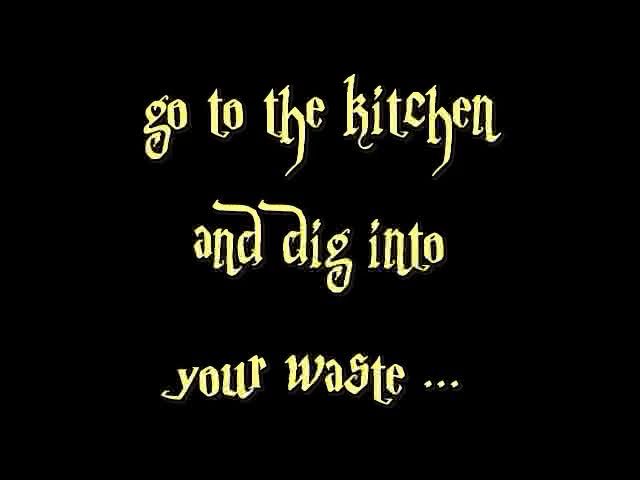 go to the kitchen
and dig into
your waste ...